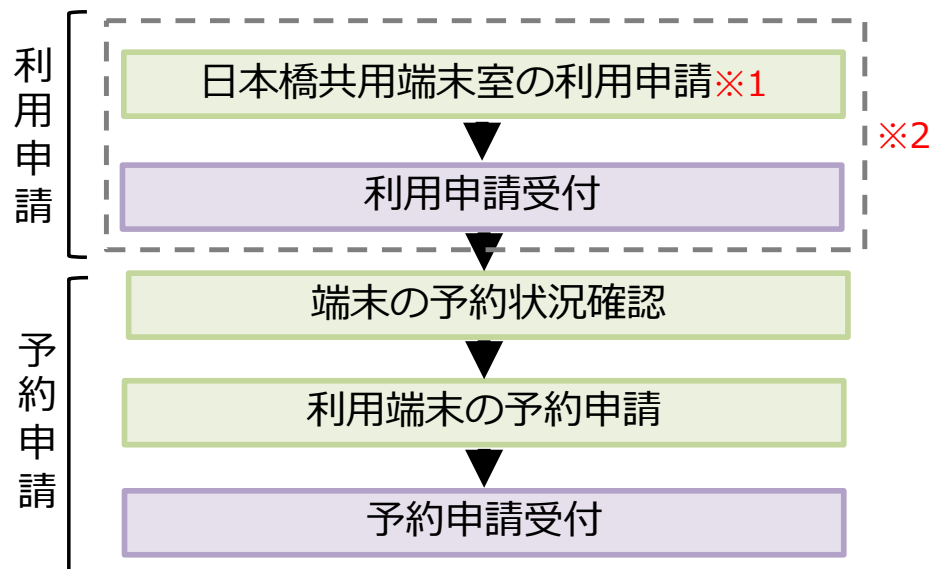 利用申請
日本橋共用端末室の利用申請※1
※2
利用申請受付
予約申請
端末の予約状況確認
利用端末の予約申請
予約申請受付